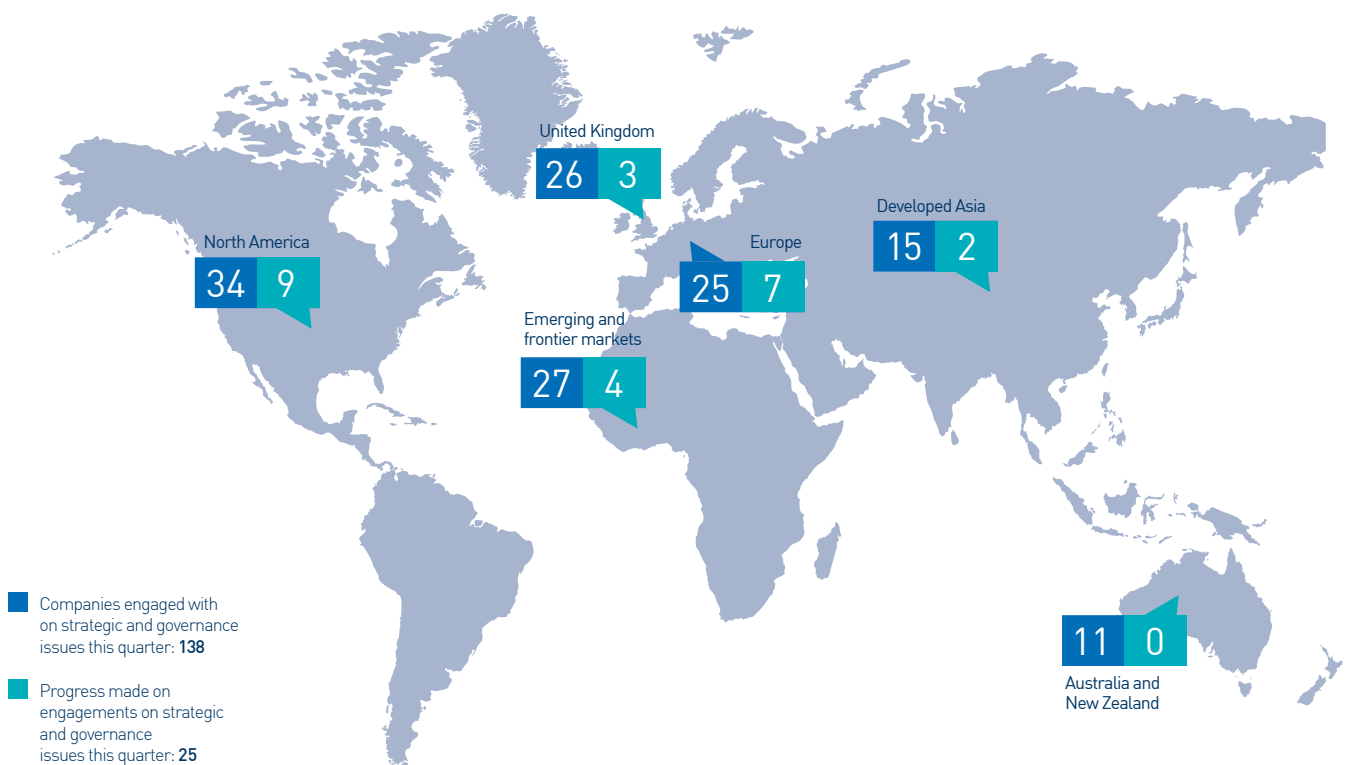 United Kingdom
26 3
Developed Asia
15 2
North America
34 9
Europe
25 7
Emerging and
frontier markets
27 4
Companies engaged with
on strategic and governance
issues this quarter: 138
11 0
Australia and
New Zealand
Progress made on
engagements on strategic
and governance
issues this quarter: 25